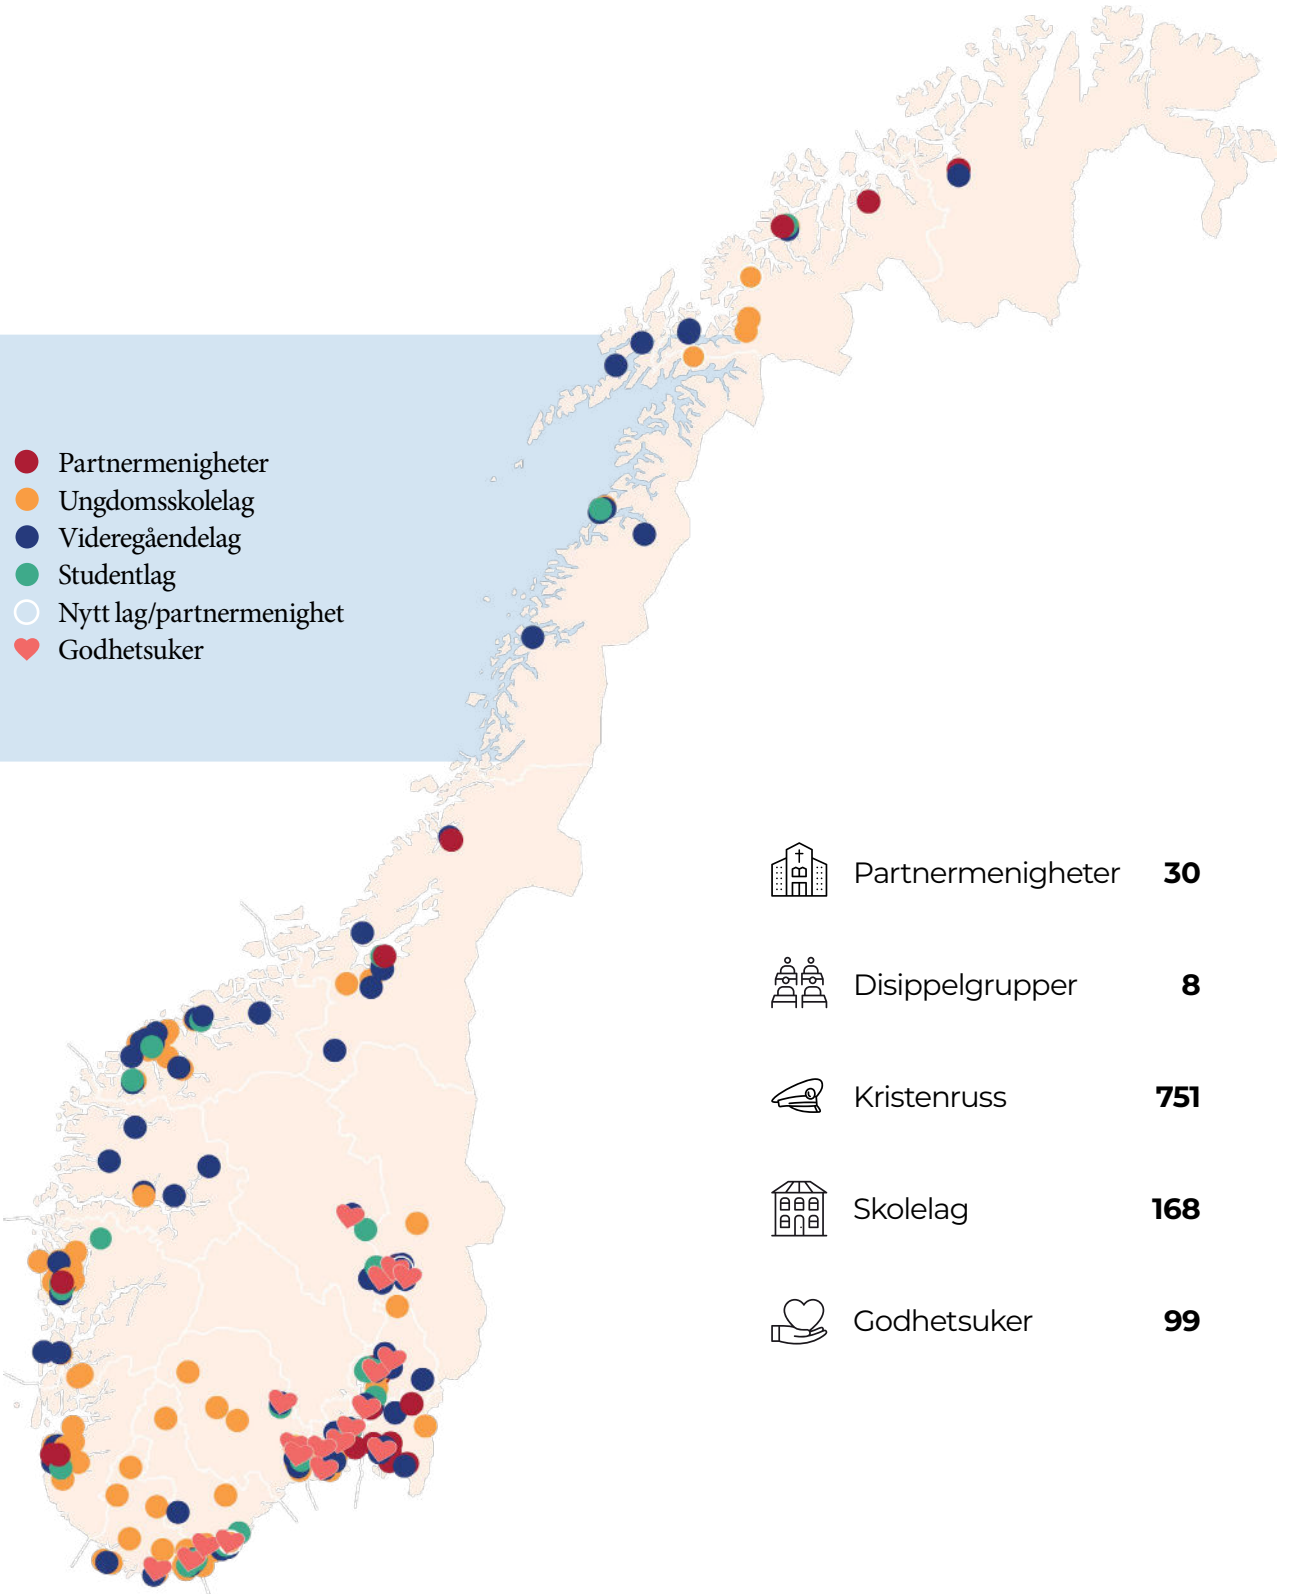 Partnermenigheter
Ungdomsskolelag
Videregåendelag
Studentlag
Nytt lag/partnermenighet
Godhetsuker
Partnermenigheter 30
Disippelgrupper 8
Kristenruss 751
Skolelag 168
Godhetsuker 99